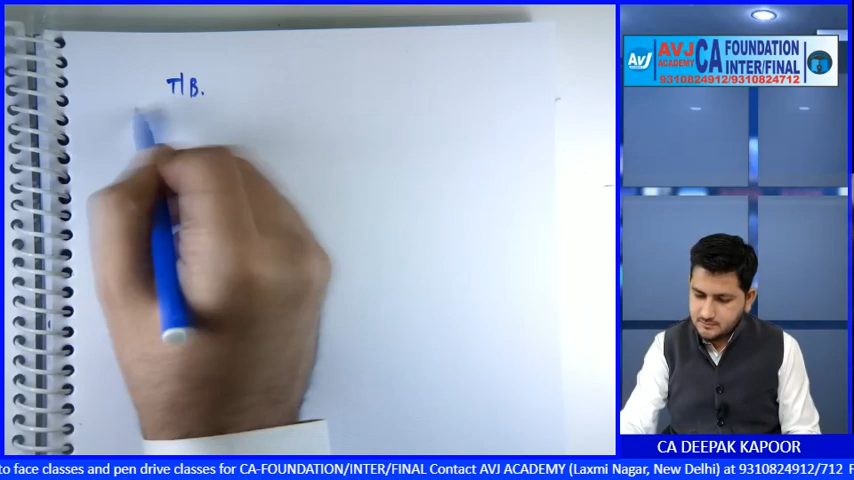 T/B.
AVJ
AVJ
ACADEMY
CA
FOUNDATION
INTER/FINAL
9310824912/9310824712
CA DEEPAK KAPOOR
to face classes and pen drive classes for CA-FOUNDATION/INTER/FINAL Contact AVJ ACADEMY (Laxmi Nagar, New Delhi) at 9310824912/712 F